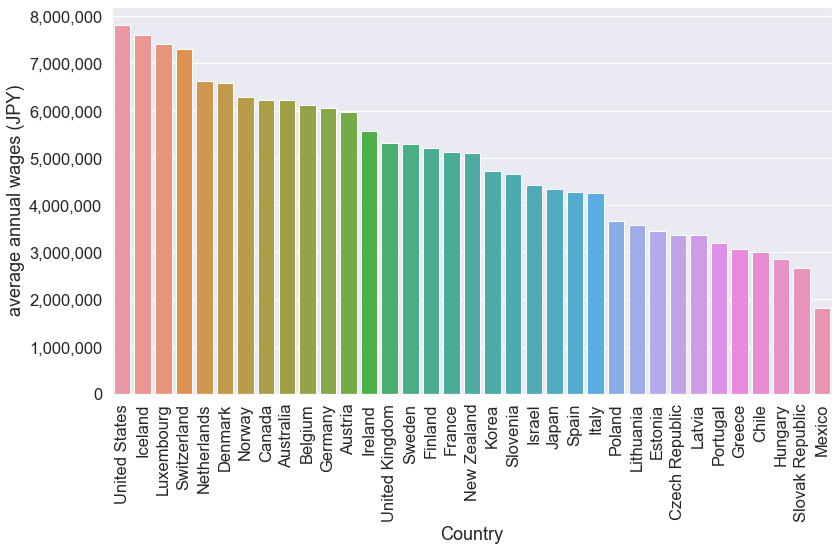 8,000,000
7,000,000
6,000,000
5,000,000
4,000,000
3,000,000
2,000,000
1,000,000
0
average annual wages (JPY)
United States
Iceland
Luxembourg
Switzerland
Netherlands
Denmark
Norway
Canada
Australia
Belgium
Germany
Austria
Ireland
United Kingdom
Sweden
Finland
France
New Zealand
Korea
Slovenia
Israel
Japan
Spain
Italy
Poland
Lithuania
Estonia
Czech Republic
Latvia
Portugal
Greece
Chile
Hungary
Slovak Republic
Mexico
Country